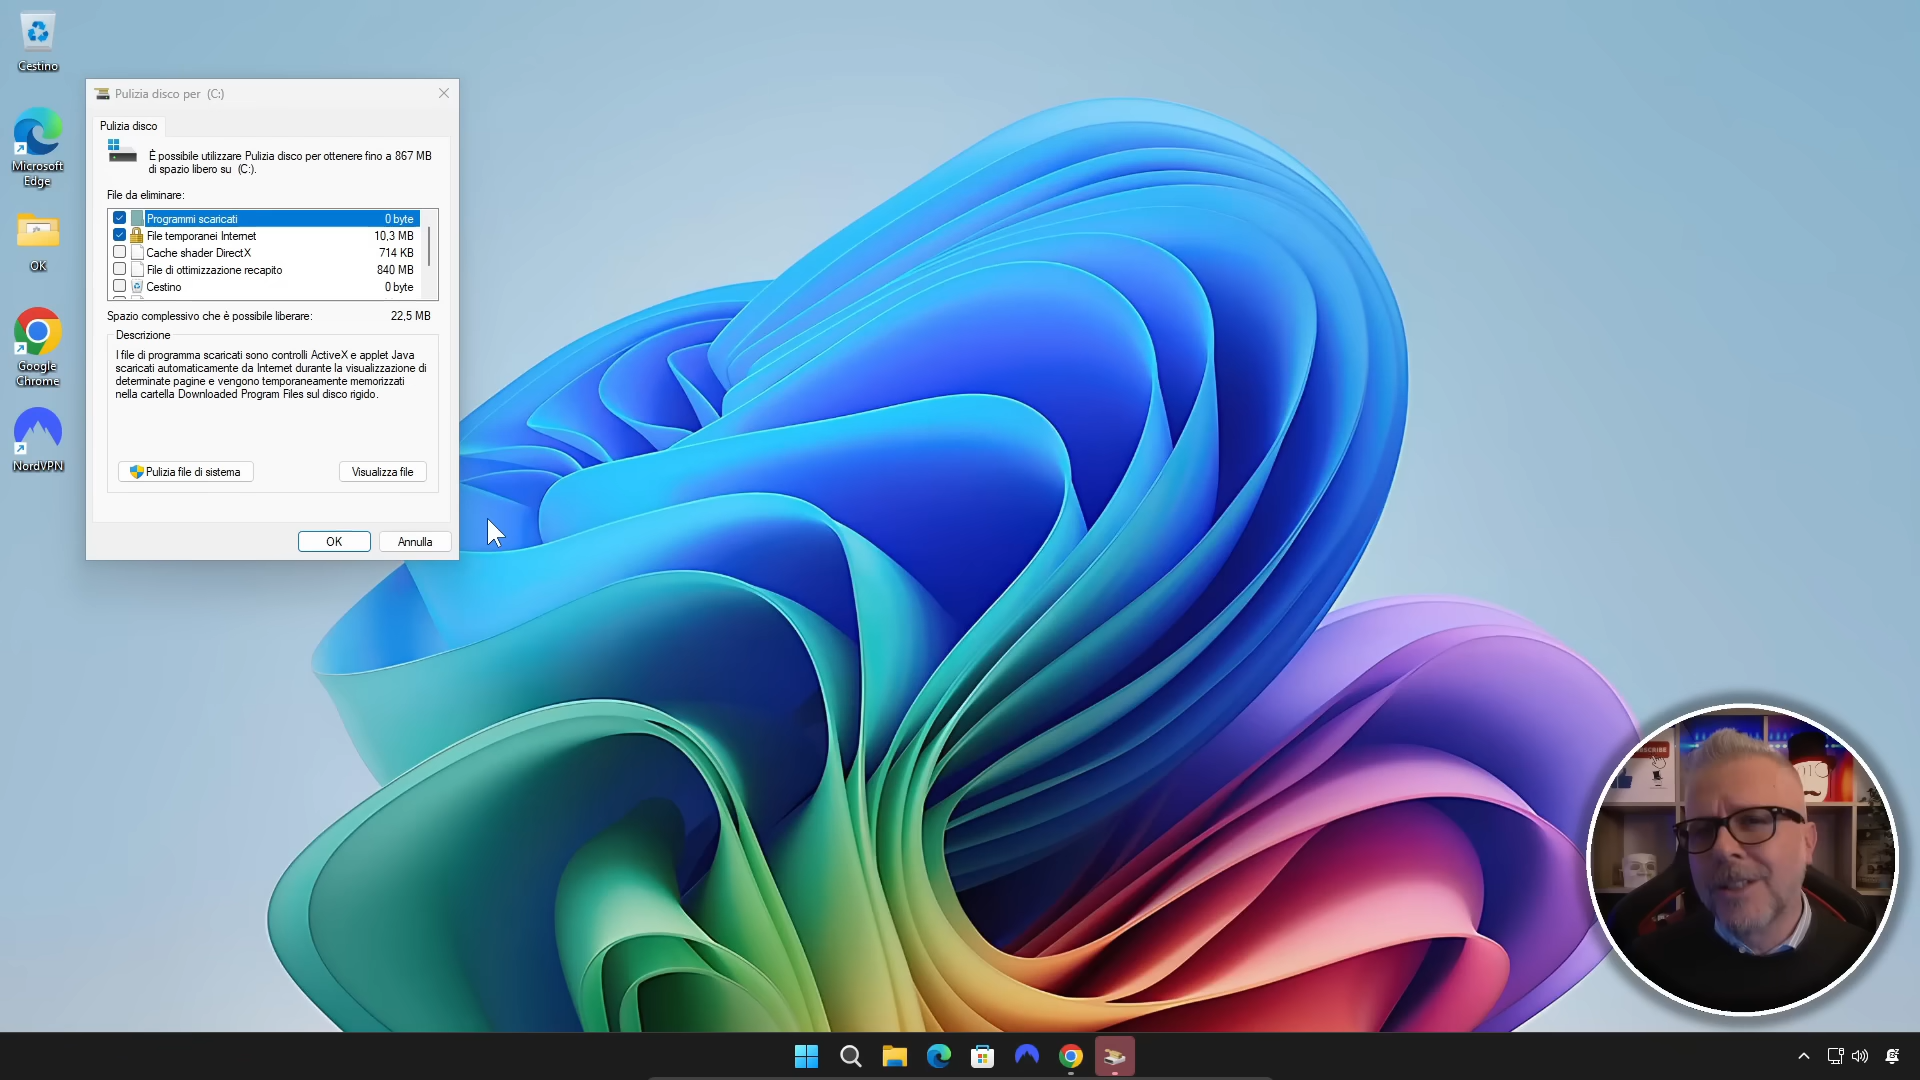 Cestino
Microsoft
Edge
OK
Google
Chrome
NordVPN
Pulizia disco per (C:)
Pulizia disco
È possibile utilizzare Pulizia disco per ottenere fino a 867 MB
di spazio libero su (C:).
File da eliminare:
Programmi scaricati 0 byte
File temporanei Internet 10,3 MB
Cache shader DirectX 714 KB
File di ottimizzazione recapito 840 MB
Cestino 0 byte
Spazio complessivo che è possibile liberare: 22,5 MB
Descrizione
I file di programma scaricati sono controlli ActiveX e applet Java
scaricati automaticamente da Internet durante la visualizzazione di
determinate pagine e vengono temporaneamente memorizzati
nella cartella Downloaded Program Files sul disco rigido.
Pulizia file di sistema
Visualizza file
OK
Annulla